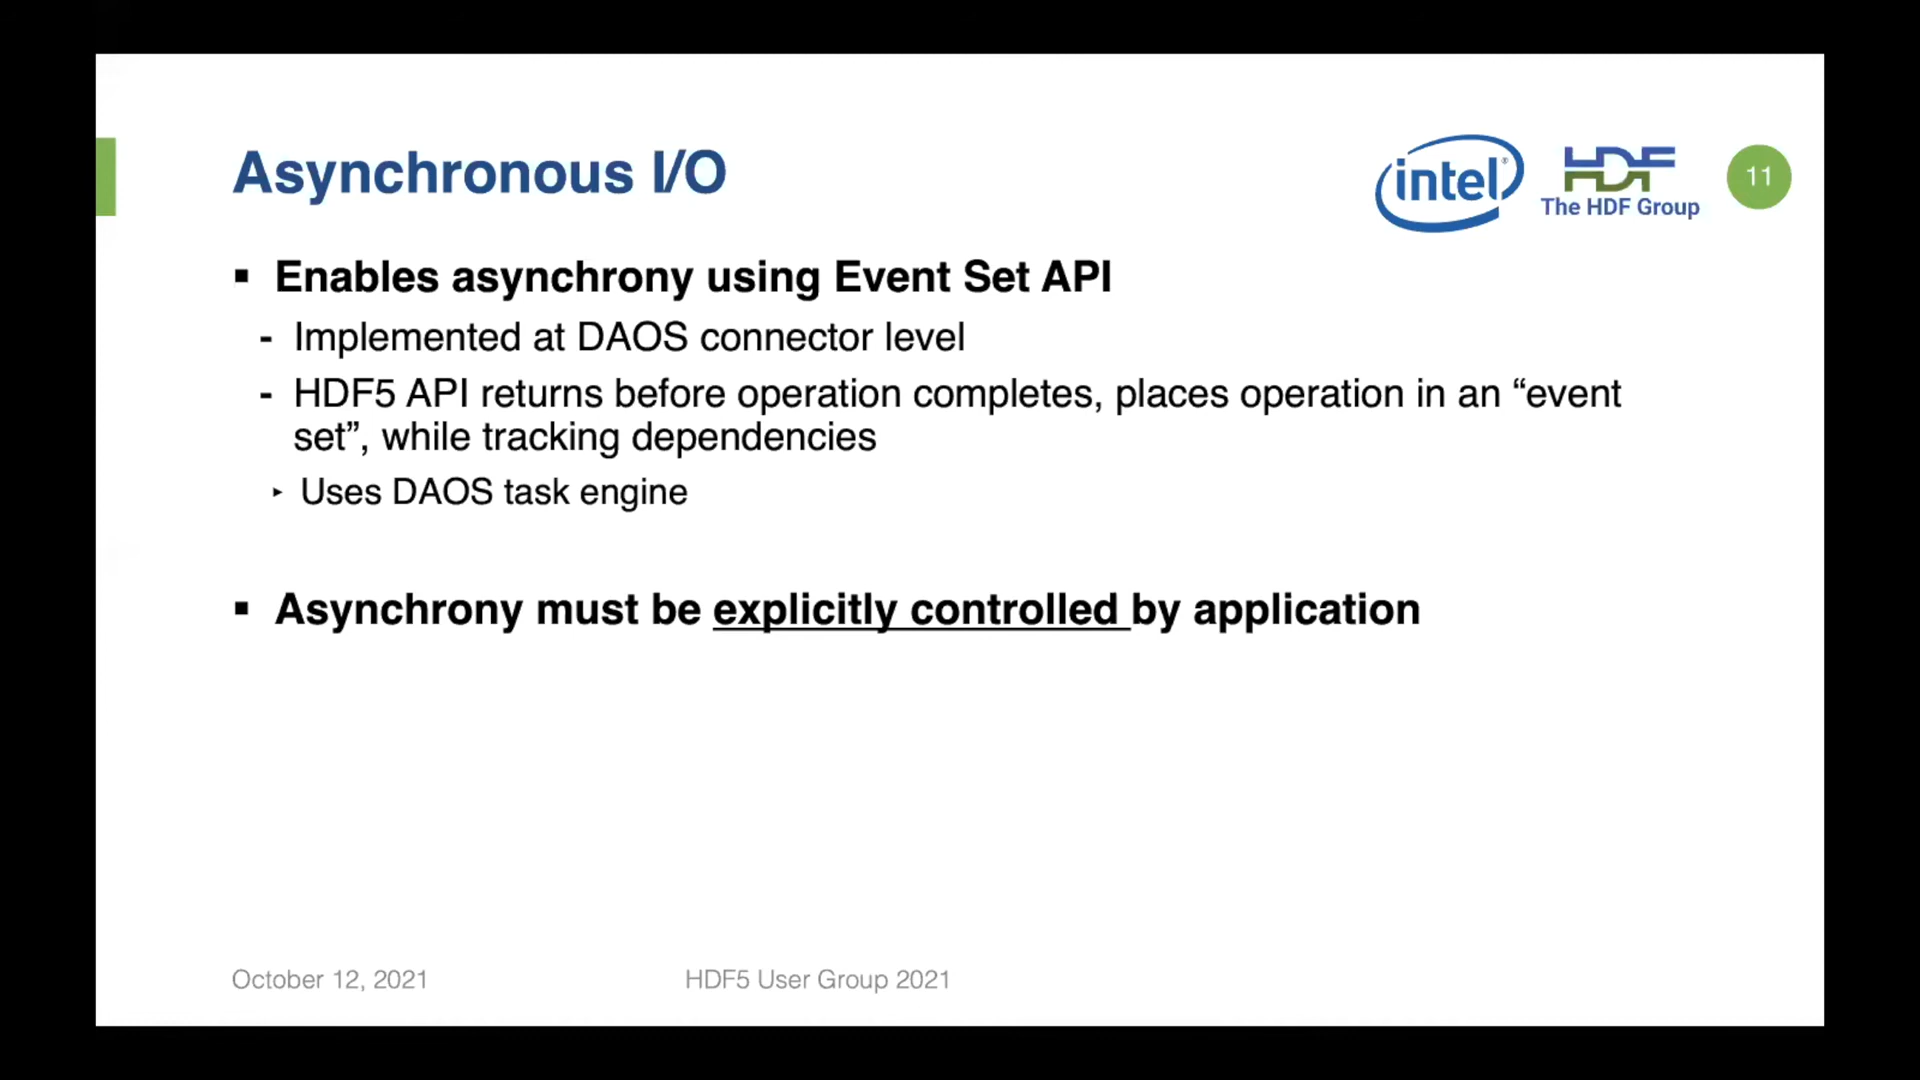 Asynchronous I/O
intel®
HDF
The HDF Group
11
▪ Enables asynchrony using Event Set API
- Implemented at DAOS connector level
- HDF5 API returns before operation completes, places operation in an “event
set”, while tracking dependencies
‣ Uses DAOS task engine
▪ Asynchrony must be explicitly controlled by application
October 12, 2021
HDF5 User Group 2021